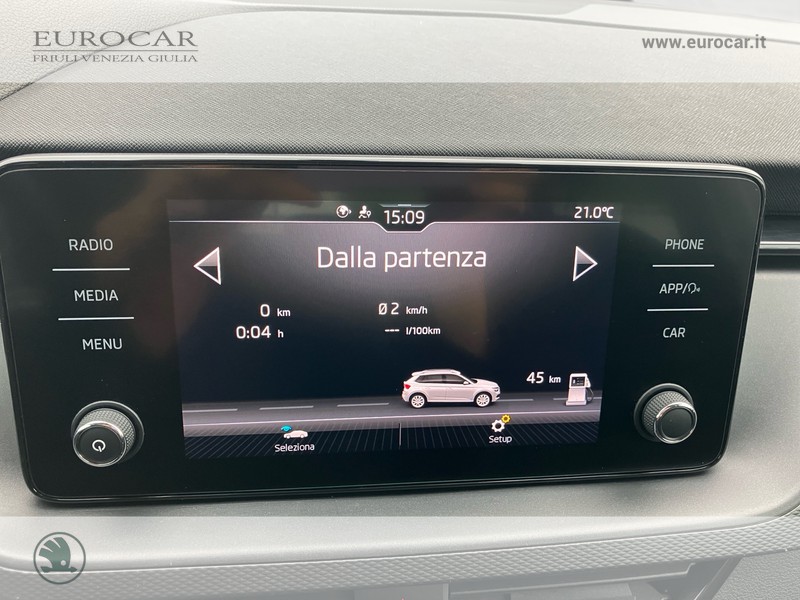 EUROCAR
FRIULI VENEZIA GIULIA
www.eurocar.it
15:09
21.0°C
RADIO
MEDIA
MENU
Dalla partenza
0 km
Ø 2 km/h
0:04 h
--- l/100km
45 km
Seleziona
Setup
PHONE
APP/
CAR